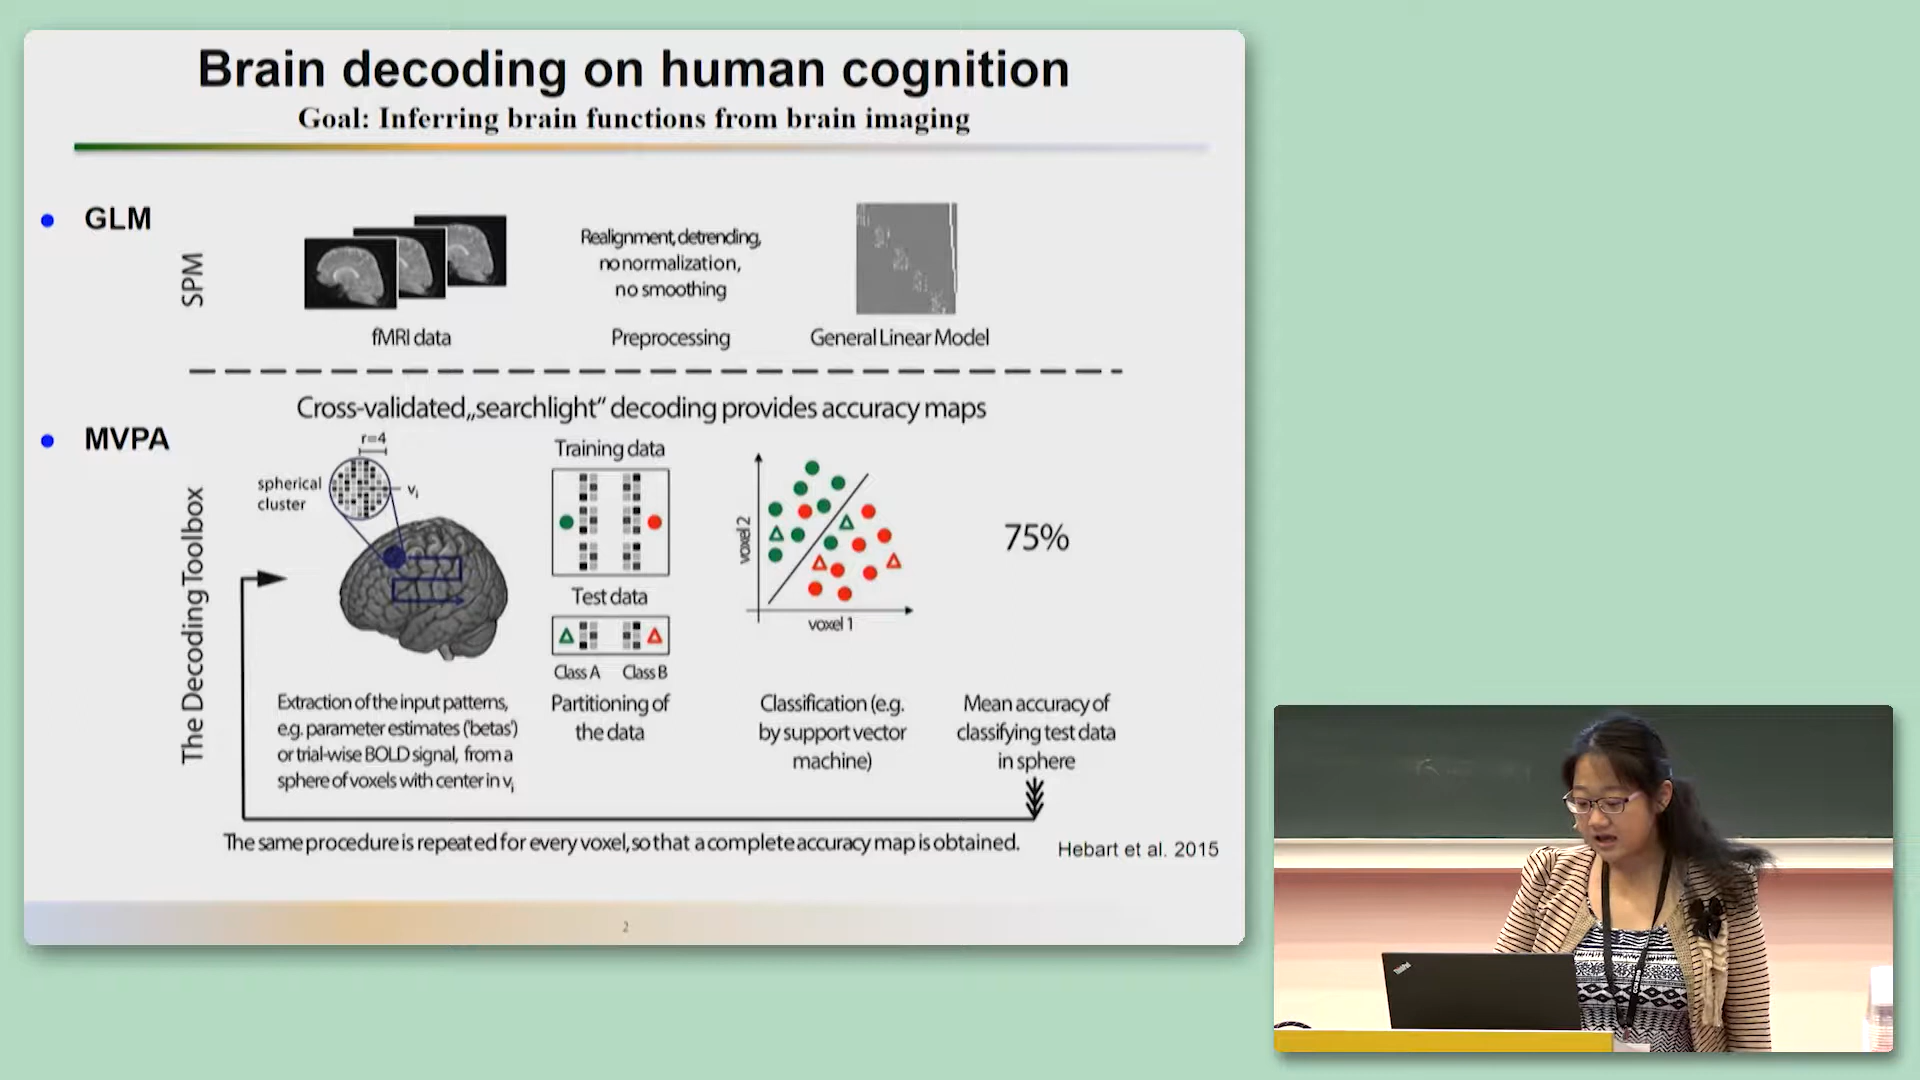 Brain decoding on human cognition
Goal: Inferring brain functions from brain imaging
GLM
SPM
Realignment, detrending,
no normalization,
no smoothing
fMRI data
Preprocessing
General Linear Model
Cross-validated „searchlight” decoding provides accuracy maps
MVPA
The Decoding Toolbox
r=4
spherical
cluster
vi
Training data
Test data
Class A
Class B
voxel 2
voxel 1
75%
Extraction of the input patterns,
e.g. parameter estimates ('betas')
or trial-wise BOLD signal, from a
sphere of voxels with center in vi
Partitioning of
the data
Classification (e.g.
by support vector
machine)
Mean accuracy of
classifying test data
in sphere
The same procedure is repeated for every voxel, so that a complete accuracy map is obtained.
Hebart et al. 2015
2
ThinkPad